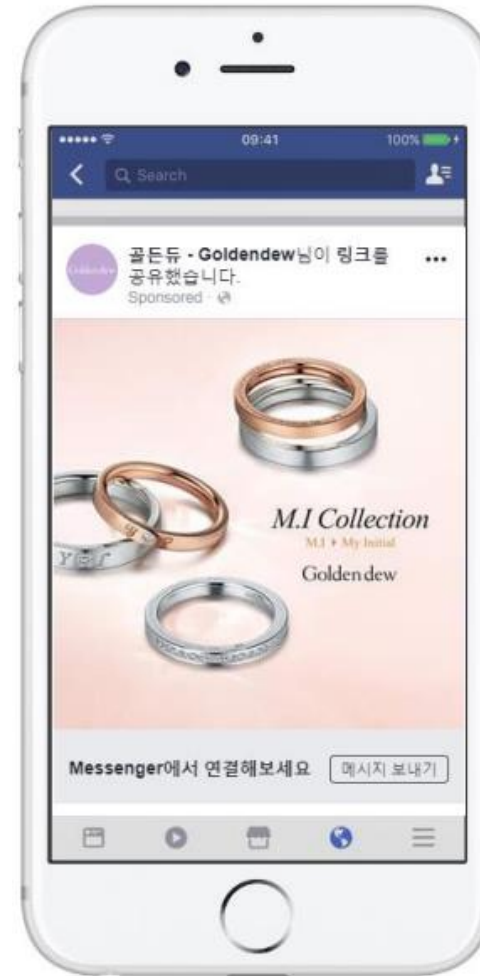 09:41
100%
Search
Goldendew
골든듀 - Goldendew님이 링크를
공유했습니다.
Sponsored
M.I Collection
M.I + My Initial
Golden dew
Messenger에서 연결해보세요
메시지 보내기